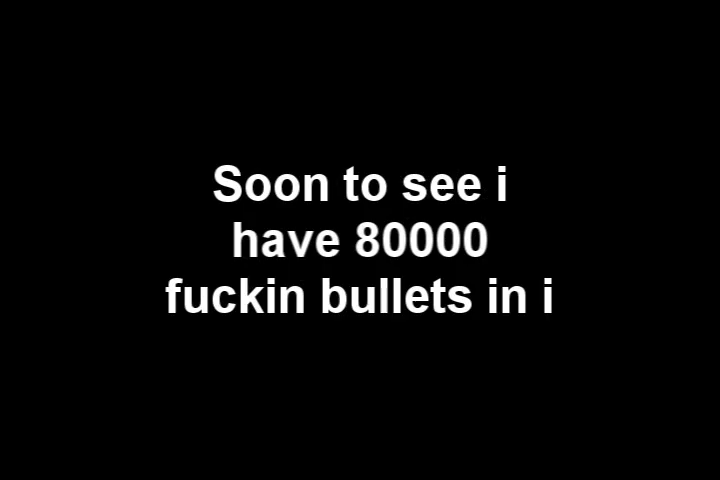 Soon to see i
have 80000
fuckin bullets in i